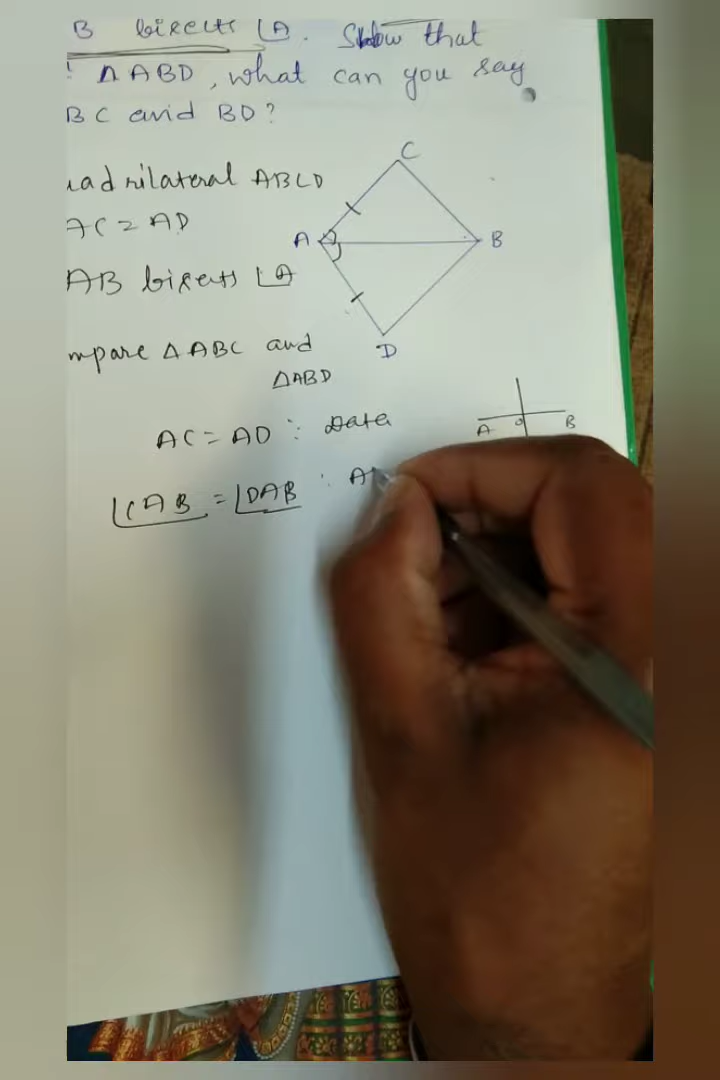 B bisects ∠A. Show that
ΔABD, what can you say
BC and BD?
uadrilateral ABCD
AC = AD
AB bisects ∠A
mpare ΔABC and
ΔABD
AC = AD ∵ Data
∠CAB = ∠DAB ∵ A
C
A
B
D
A
O
B